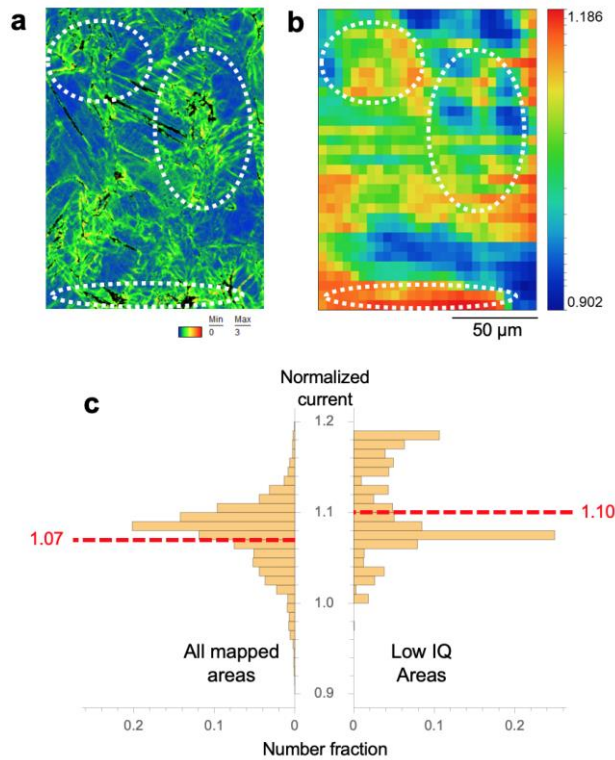 a
b
1.186
0.902
Min Max
0 3
50 µm
c
Normalized
current
1.2
1.1
1.0
0.9
1.07
1.10
All mapped
areas
Low IQ
Areas
0.2 0.1 0 0 0.1 0.2
Number fraction